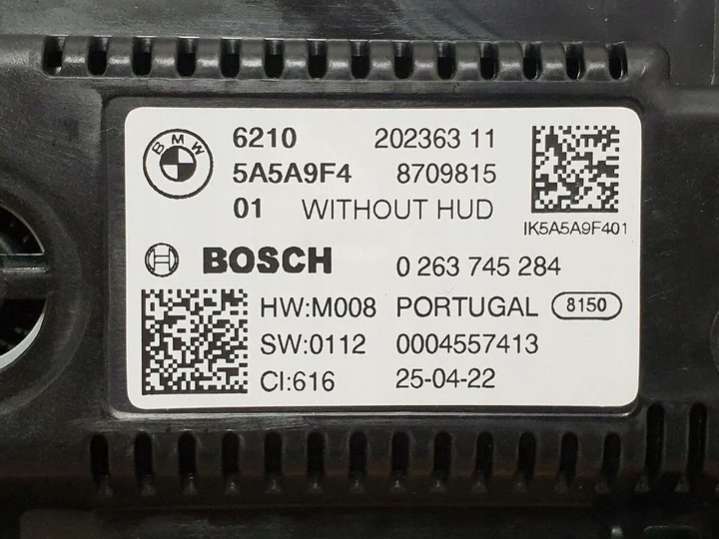 BMW
6210 202363 11
5A5A9F4 8709815
01 WITHOUT HUD
IK5A5A9F401
BOSCH 0 263 745 284
HW:M008 PORTUGAL 8150
SW:0112 0004557413
CI:616 25-04-22